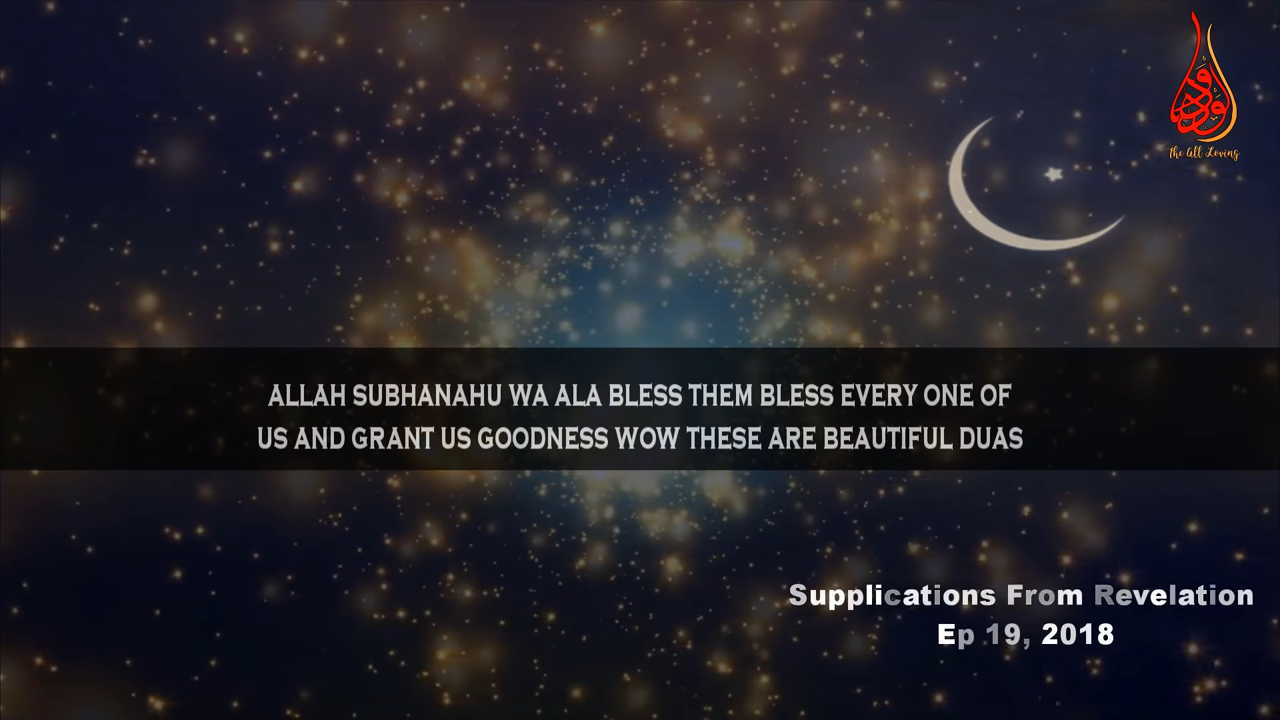 The All Loving
ALLAH SUBHANAHU WA ALA BLESS THEM BLESS EVERY ONE OF
US AND GRANT US GOODNESS WOW THESE ARE BEAUTIFUL DUAS
Supplications From Revelation
Ep 19, 2018